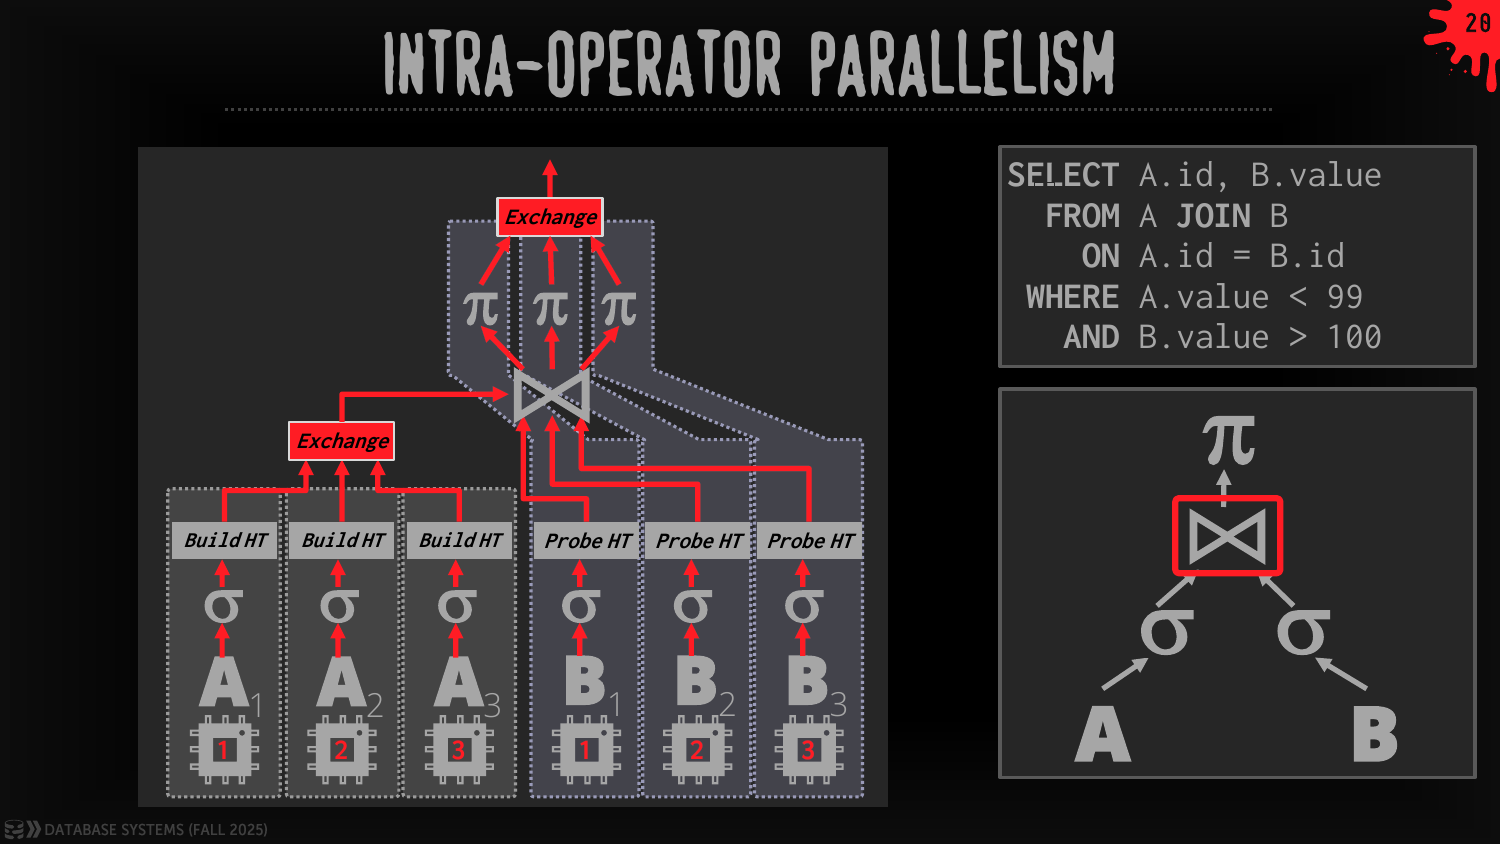 INTRA-OPERATOR PARALLELISM
20
Exchange
π π π
⋈
Exchange
Build HT Build HT Build HT Probe HT Probe HT Probe HT
σ σ σ σ σ σ
A1 A2 A3 B1 B2 B3
1 2 3 1 2 3
SELECT A.id, B.value
FROM A JOIN B
ON A.id = B.id
WHERE A.value < 99
AND B.value > 100
π
⋈
σ σ
A B
DATABASE SYSTEMS (FALL 2025)